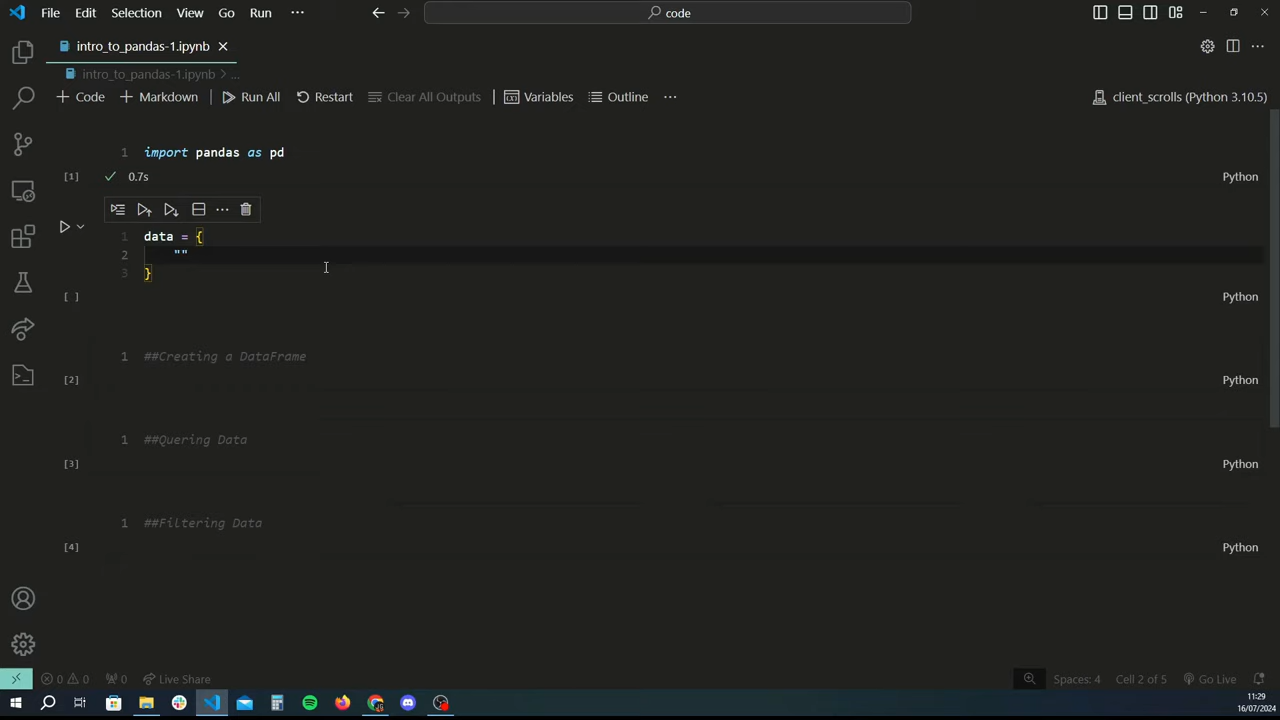 File Edit Selection View Go Run ··· code
intro_to_pandas-1.ipynb
intro_to_pandas-1.ipynb > ...
+ Code + Markdown Run All Restart Clear All Outputs Variables Outline ··· client_scrolls (Python 3.10.5)
1 import pandas as pd
[1] ✓ 0.7s Python
1 data = {
2 ""
3 }
[ ] Python
1 ##Creating a DataFrame
[2] Python
1 ##Quering Data
[3] Python
1 ##Filtering Data
[4] Python
0 0 0 Live Share Spaces: 4 Cell 2 of 5 Go Live
11:29
16/07/2024